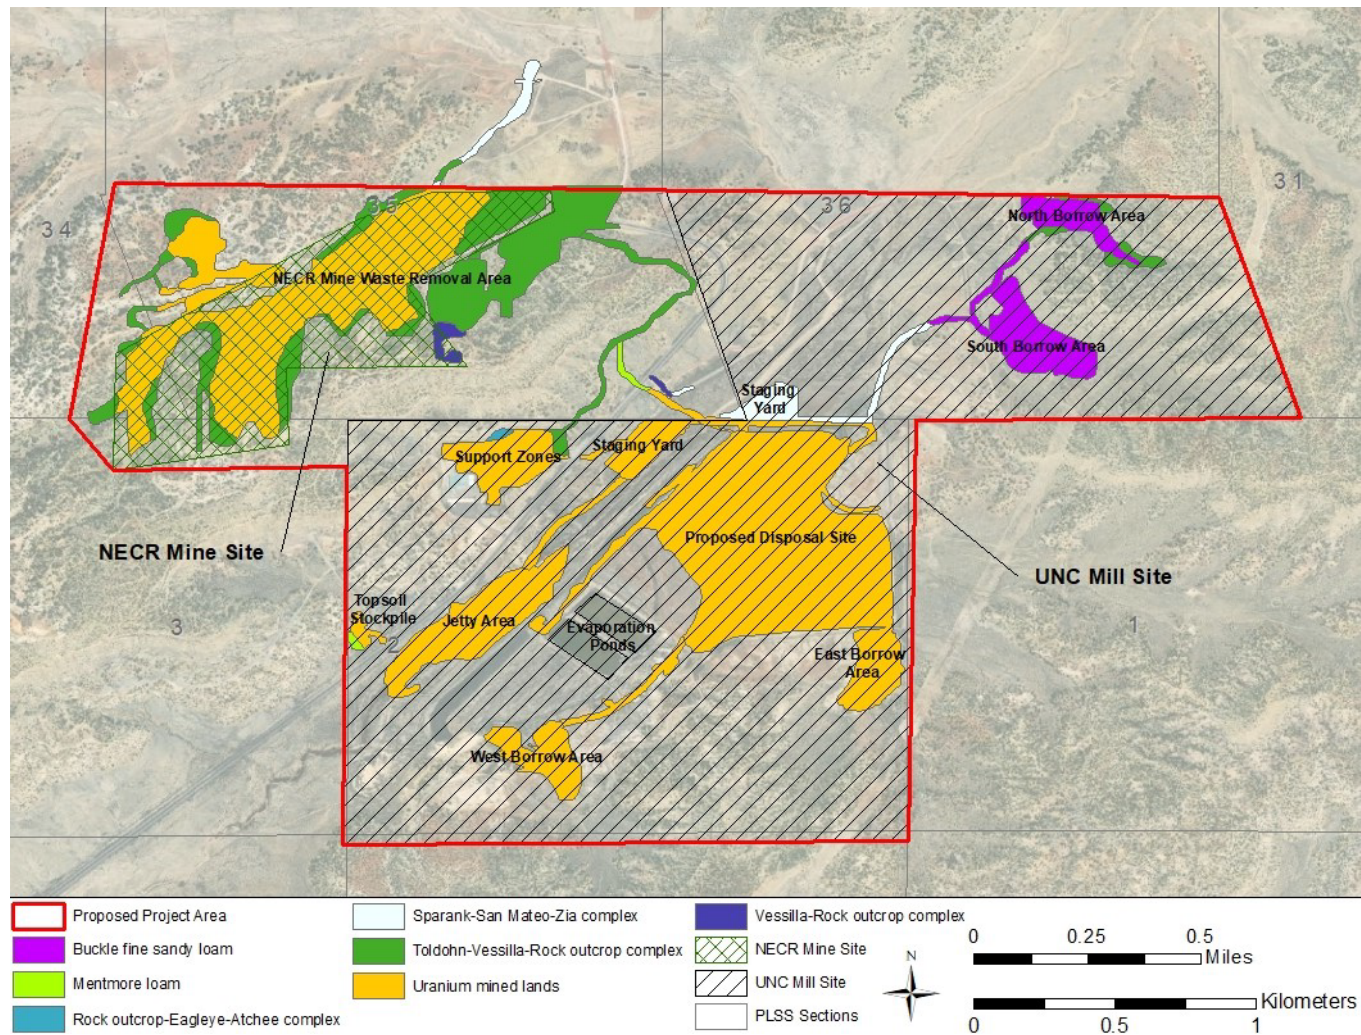 31
34
35
36
North Borrow Area
NECR Mine Waste Removal Area
South Borrow Area
Staging
Yard
Staging Yard
Support Zones
NECR Mine Site
Proposed Disposal Site
UNC Mill Site
Topsoil
Stockpile
Jetty Area
Evaporation
Ponds
3
2
1
East Borrow
Area
West Borrow Area
Proposed Project Area
Buckle fine sandy loam
Mentmore loam
Rock outcrop-Eagleye-Atchee complex
Sparank-San Mateo-Zia complex
Toldohn-Vessilla-Rock outcrop complex
Uranium mined lands
Vessilla-Rock outcrop complex
NECR Mine Site
UNC Mill Site
PLSS Sections
N
0 0.25 0.5
Miles
Kilometers
0 0.5 1